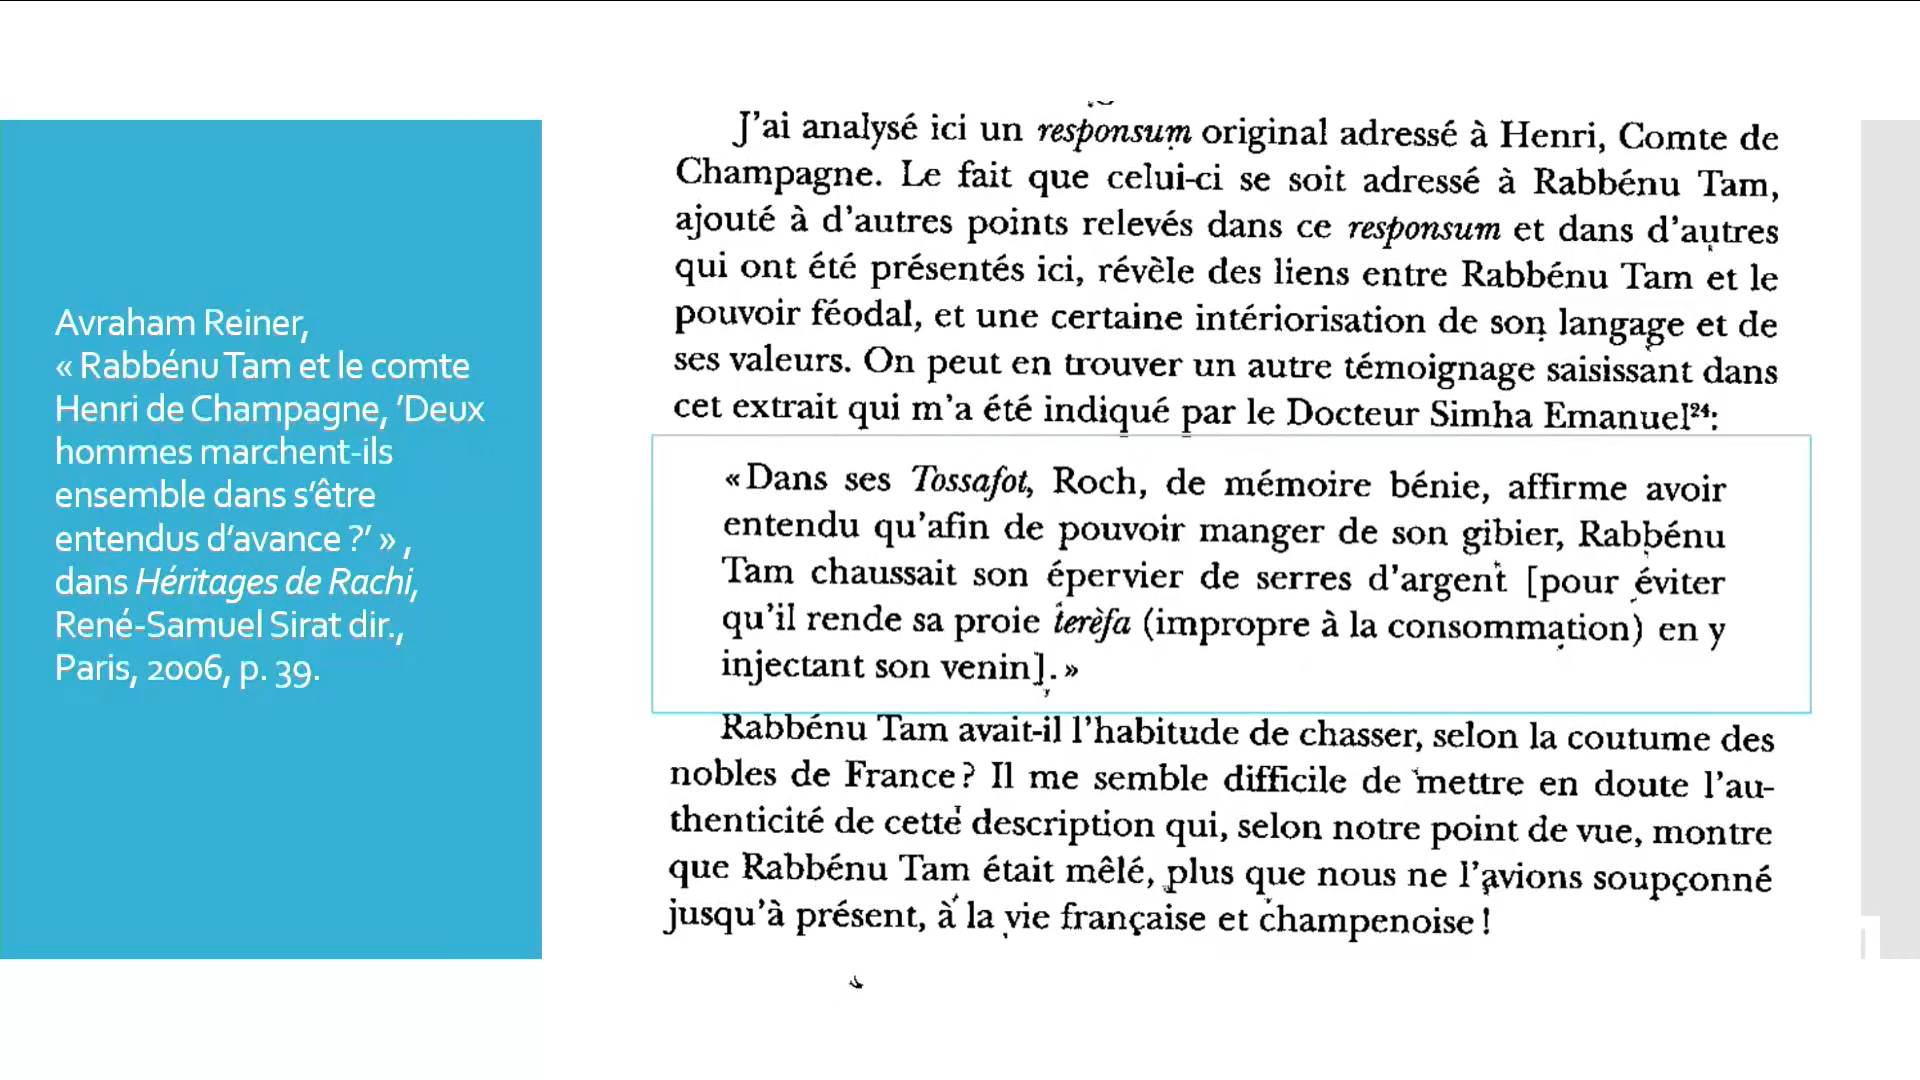 Avraham Reiner,
« Rabbénu Tam et le comte
Henri de Champagne, ’Deux
hommes marchent-ils
ensemble dans s’être
entendus d’avance ?’ » ,
dans Héritages de Rachi,
René-Samuel Sirat dir.,
Paris, 2006, p. 39.
J’ai analysé ici un responsum original adressé à Henri, Comte de
Champagne. Le fait que celui-ci se soit adressé à Rabbénu Tam,
ajouté à d’autres points relevés dans ce responsum et dans d’autres
qui ont été présentés ici, révèle des liens entre Rabbénu Tam et le
pouvoir féodal, et une certaine intériorisation de son langage et de
ses valeurs. On peut en trouver un autre témoignage saisissant dans
cet extrait qui m’a été indiqué par le Docteur Simha Emanuel²⁴:
«Dans ses Tossafot, Roch, de mémoire bénie, affirme avoir
entendu qu’afin de pouvoir manger de son gibier, Rabbénu
Tam chaussait son épervier de serres d’argent [pour éviter
qu’il rende sa proie terèfa (impropre à la consommation) en y
injectant son venin].»
Rabbénu Tam avait-il l’habitude de chasser, selon la coutume des
nobles de France? Il me semble difficile de mettre en doute l’au-
thenticité de cette description qui, selon notre point de vue, montre
que Rabbénu Tam était mêlé, plus que nous ne l’avions soupçonné
jusqu’à présent, à la vie française et champenoise!